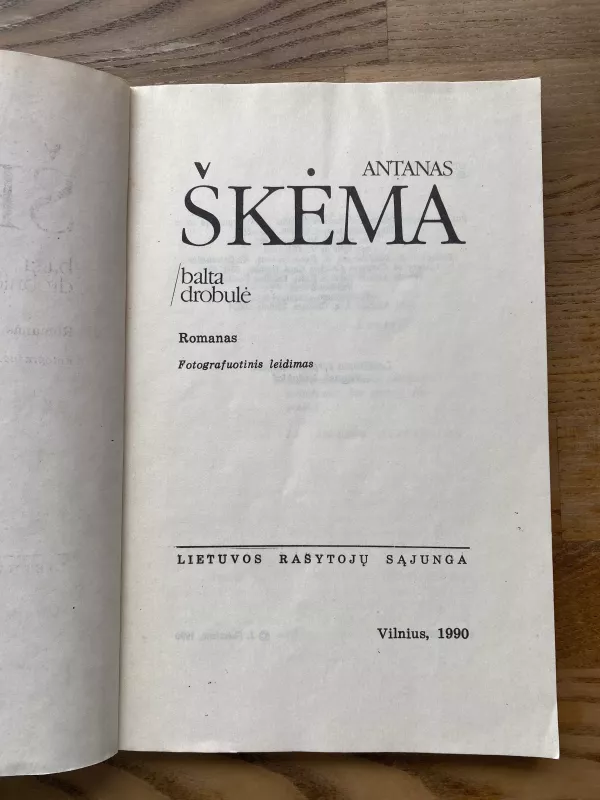 ANTANAS
ŠKĖMA
/balta
drobulė
Romanas
Fotografuotinis leidimas
LIETUVOS RAŠYTOJŲ SĄJUNGA
Vilnius, 1990